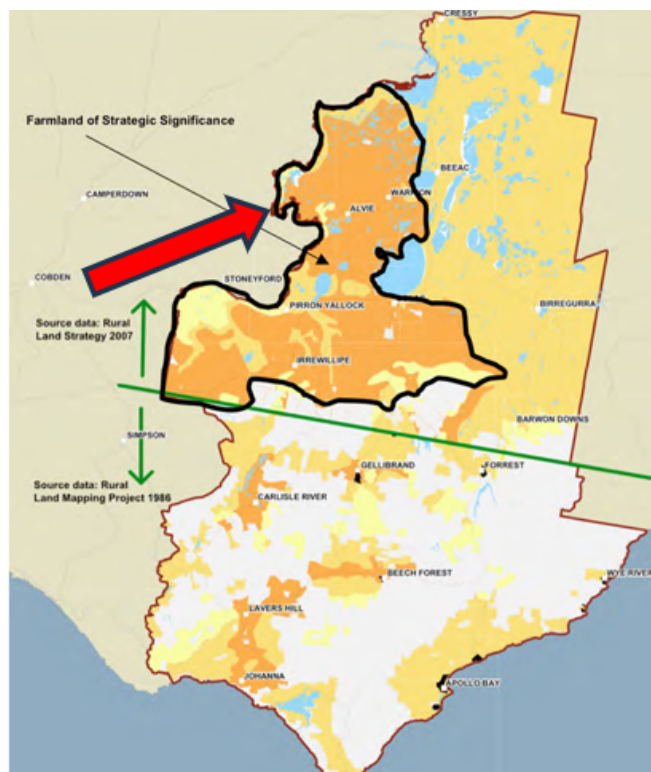 CRESSY
Farmland of Strategic Significance
BEEAC
CAMPERDOWN
WARRION
ALVIE
COBDEN
STONEYFORD
PIRRON YALLOCK
BIRREGURRA
Source data: Rural
Land Strategy 2007
IRREWILLIPE
BARWON DOWNS
SIMPSON
GELLIBRAND
FORREST
Source data: Rural
Land Mapping Project 1986
CARLISLE RIVER
BEECH FOREST
WYE RIVER
LAVERS HILL
JOHANNA
APOLLO BAY